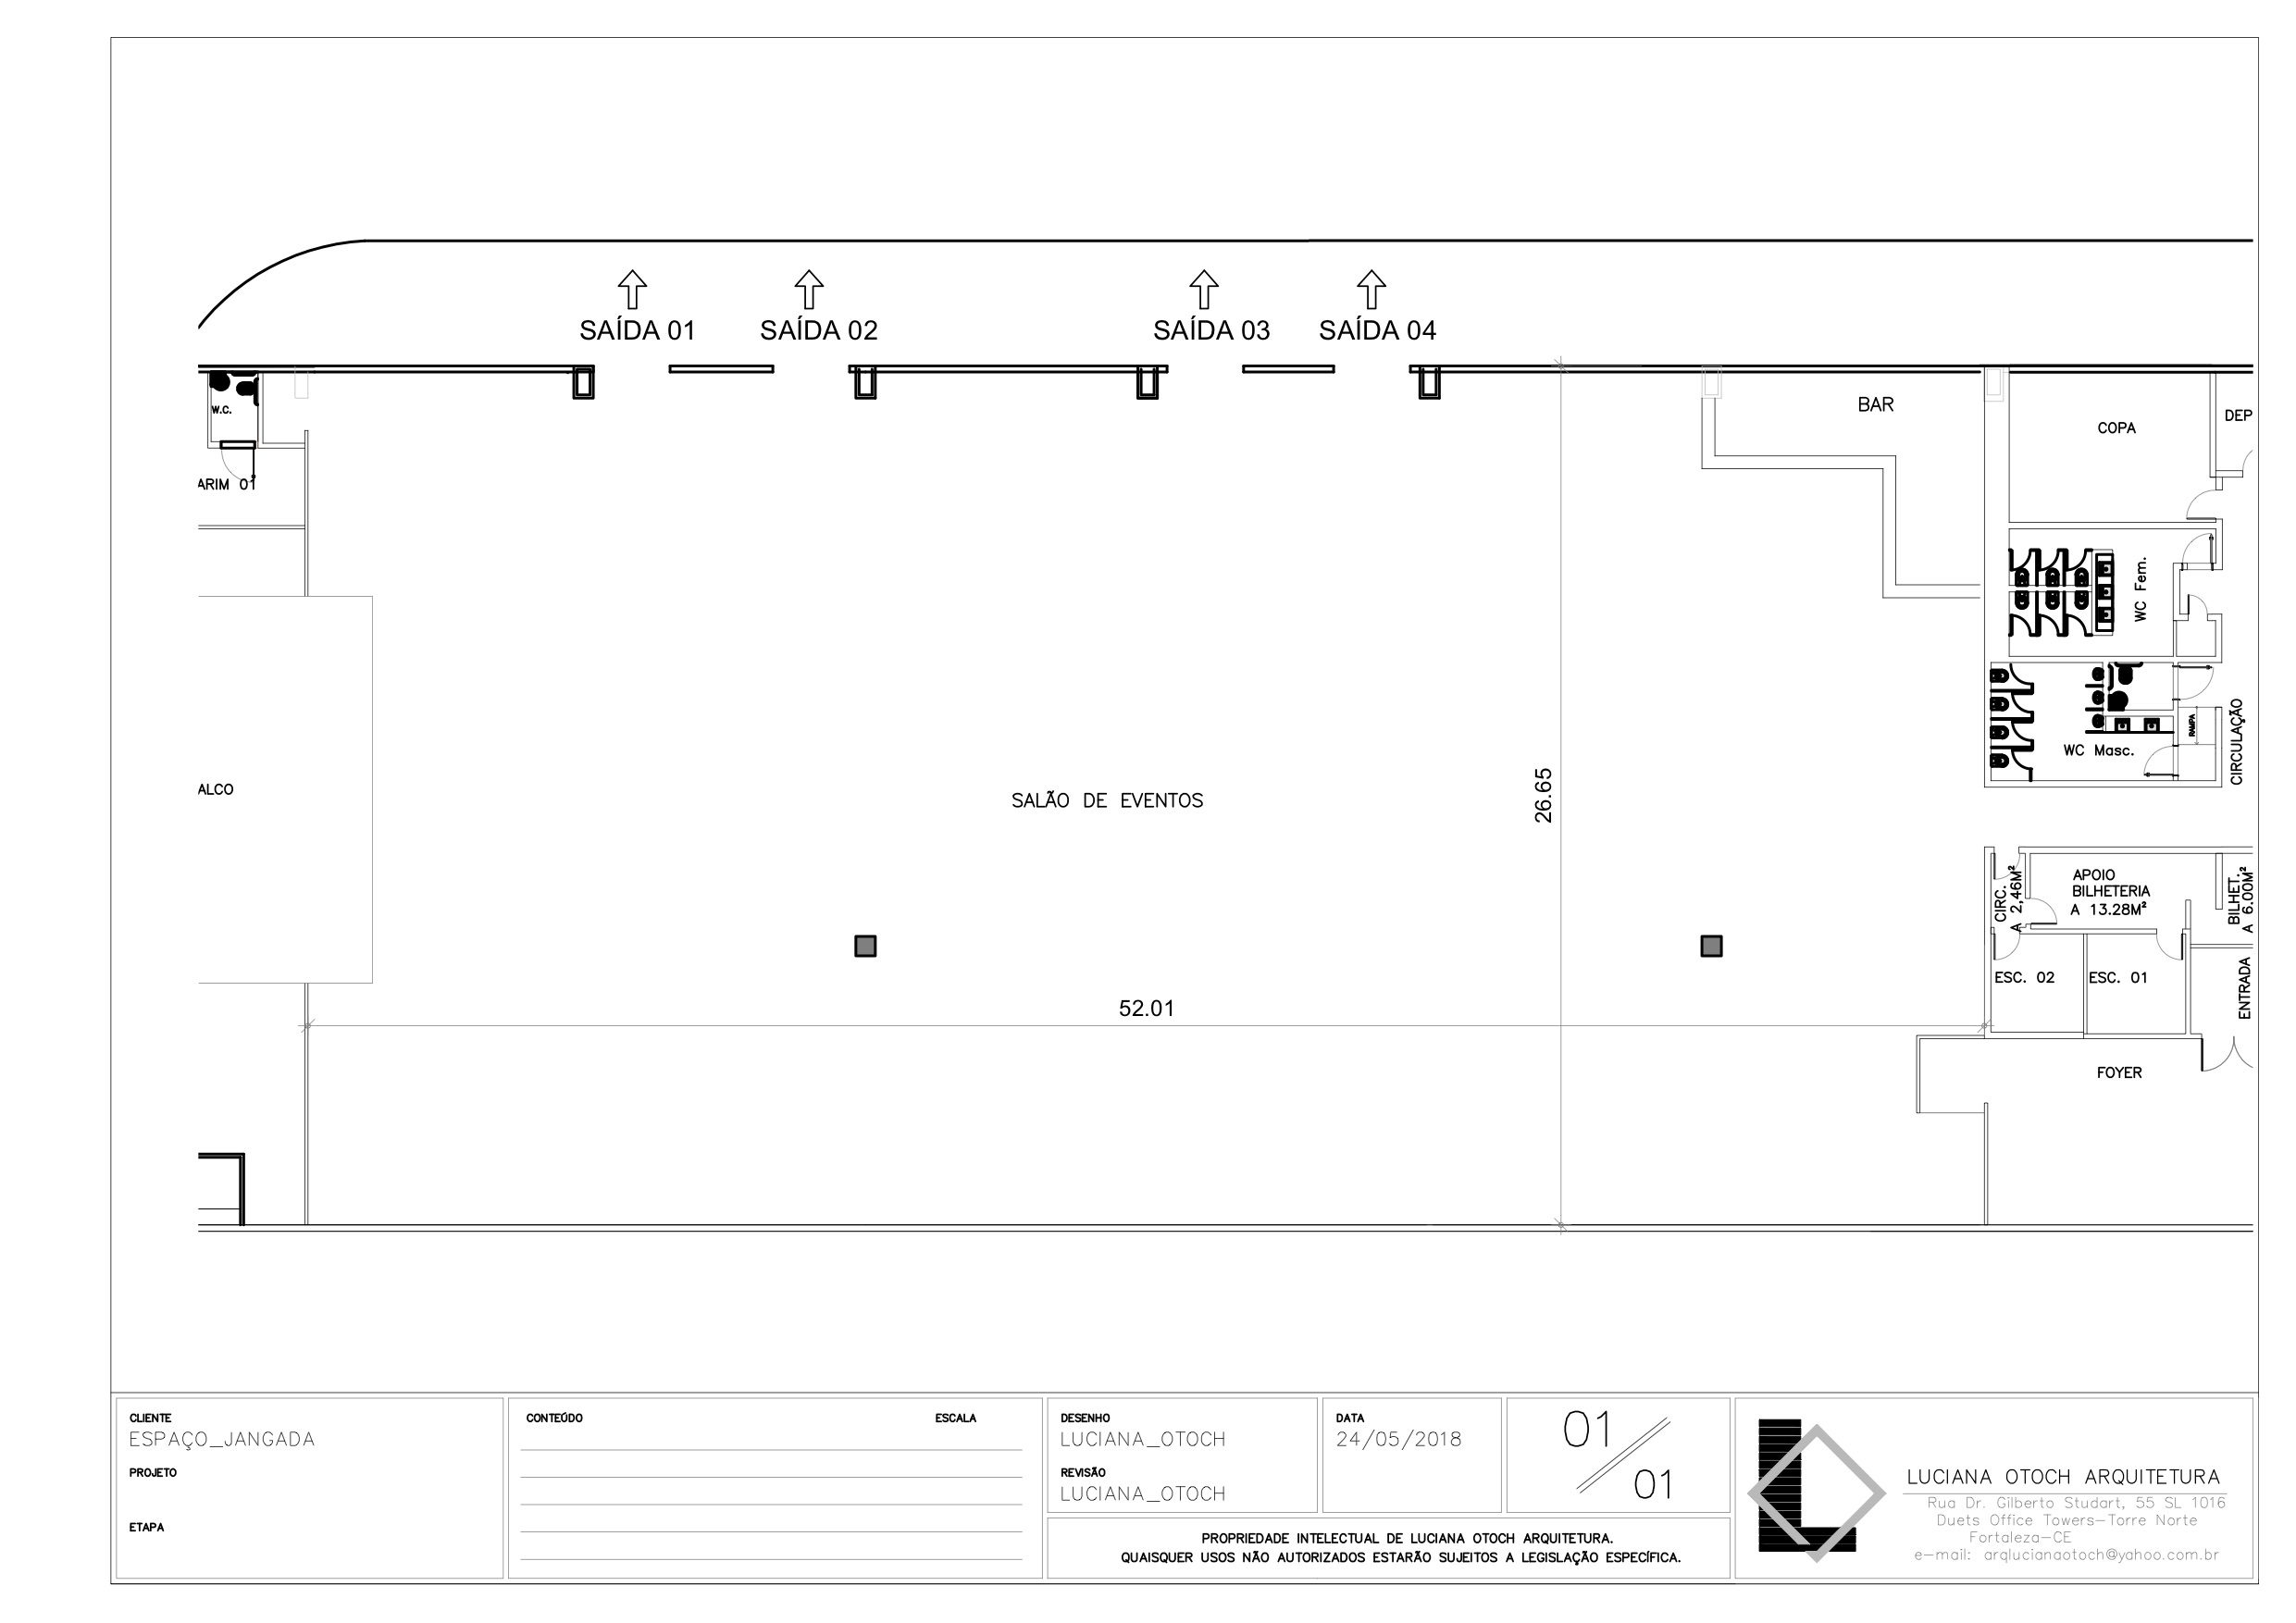 SAÍDA 01
SAÍDA 02
SAÍDA 03
SAÍDA 04
W.C.
ARIM 01
BAR
COPA
DEP
WC Fem.
WC Masc.
RAMPA
CIRCULAÇÃO
ALCO
SALÃO DE EVENTOS
26.65
52.01
CIRC.
A 2,46M²
APOIO
BILHETERIA
A 13.28M²
BILHET.
A 6.00M²
ESC. 02
ESC. 01
ENTRADA
FOYER
CLIENTE
ESPAÇO_JANGADA
PROJETO
ETAPA
CONTEÚDO
ESCALA
DESENHO
LUCIANA_OTOCH
REVISÃO
LUCIANA_OTOCH
DATA
24/05/2018
01
01
PROPRIEDADE INTELECTUAL DE LUCIANA OTOCH ARQUITETURA.
QUAISQUER USOS NÃO AUTORIZADOS ESTARÃO SUJEITOS A LEGISLAÇÃO ESPECÍFICA.
LUCIANA OTOCH ARQUITETURA
Rua Dr. Gilberto Studart, 55 SL 1016
Duets Office Towers-Torre Norte
Fortaleza-CE
e-mail: arqlucianaotoch@yahoo.com.br